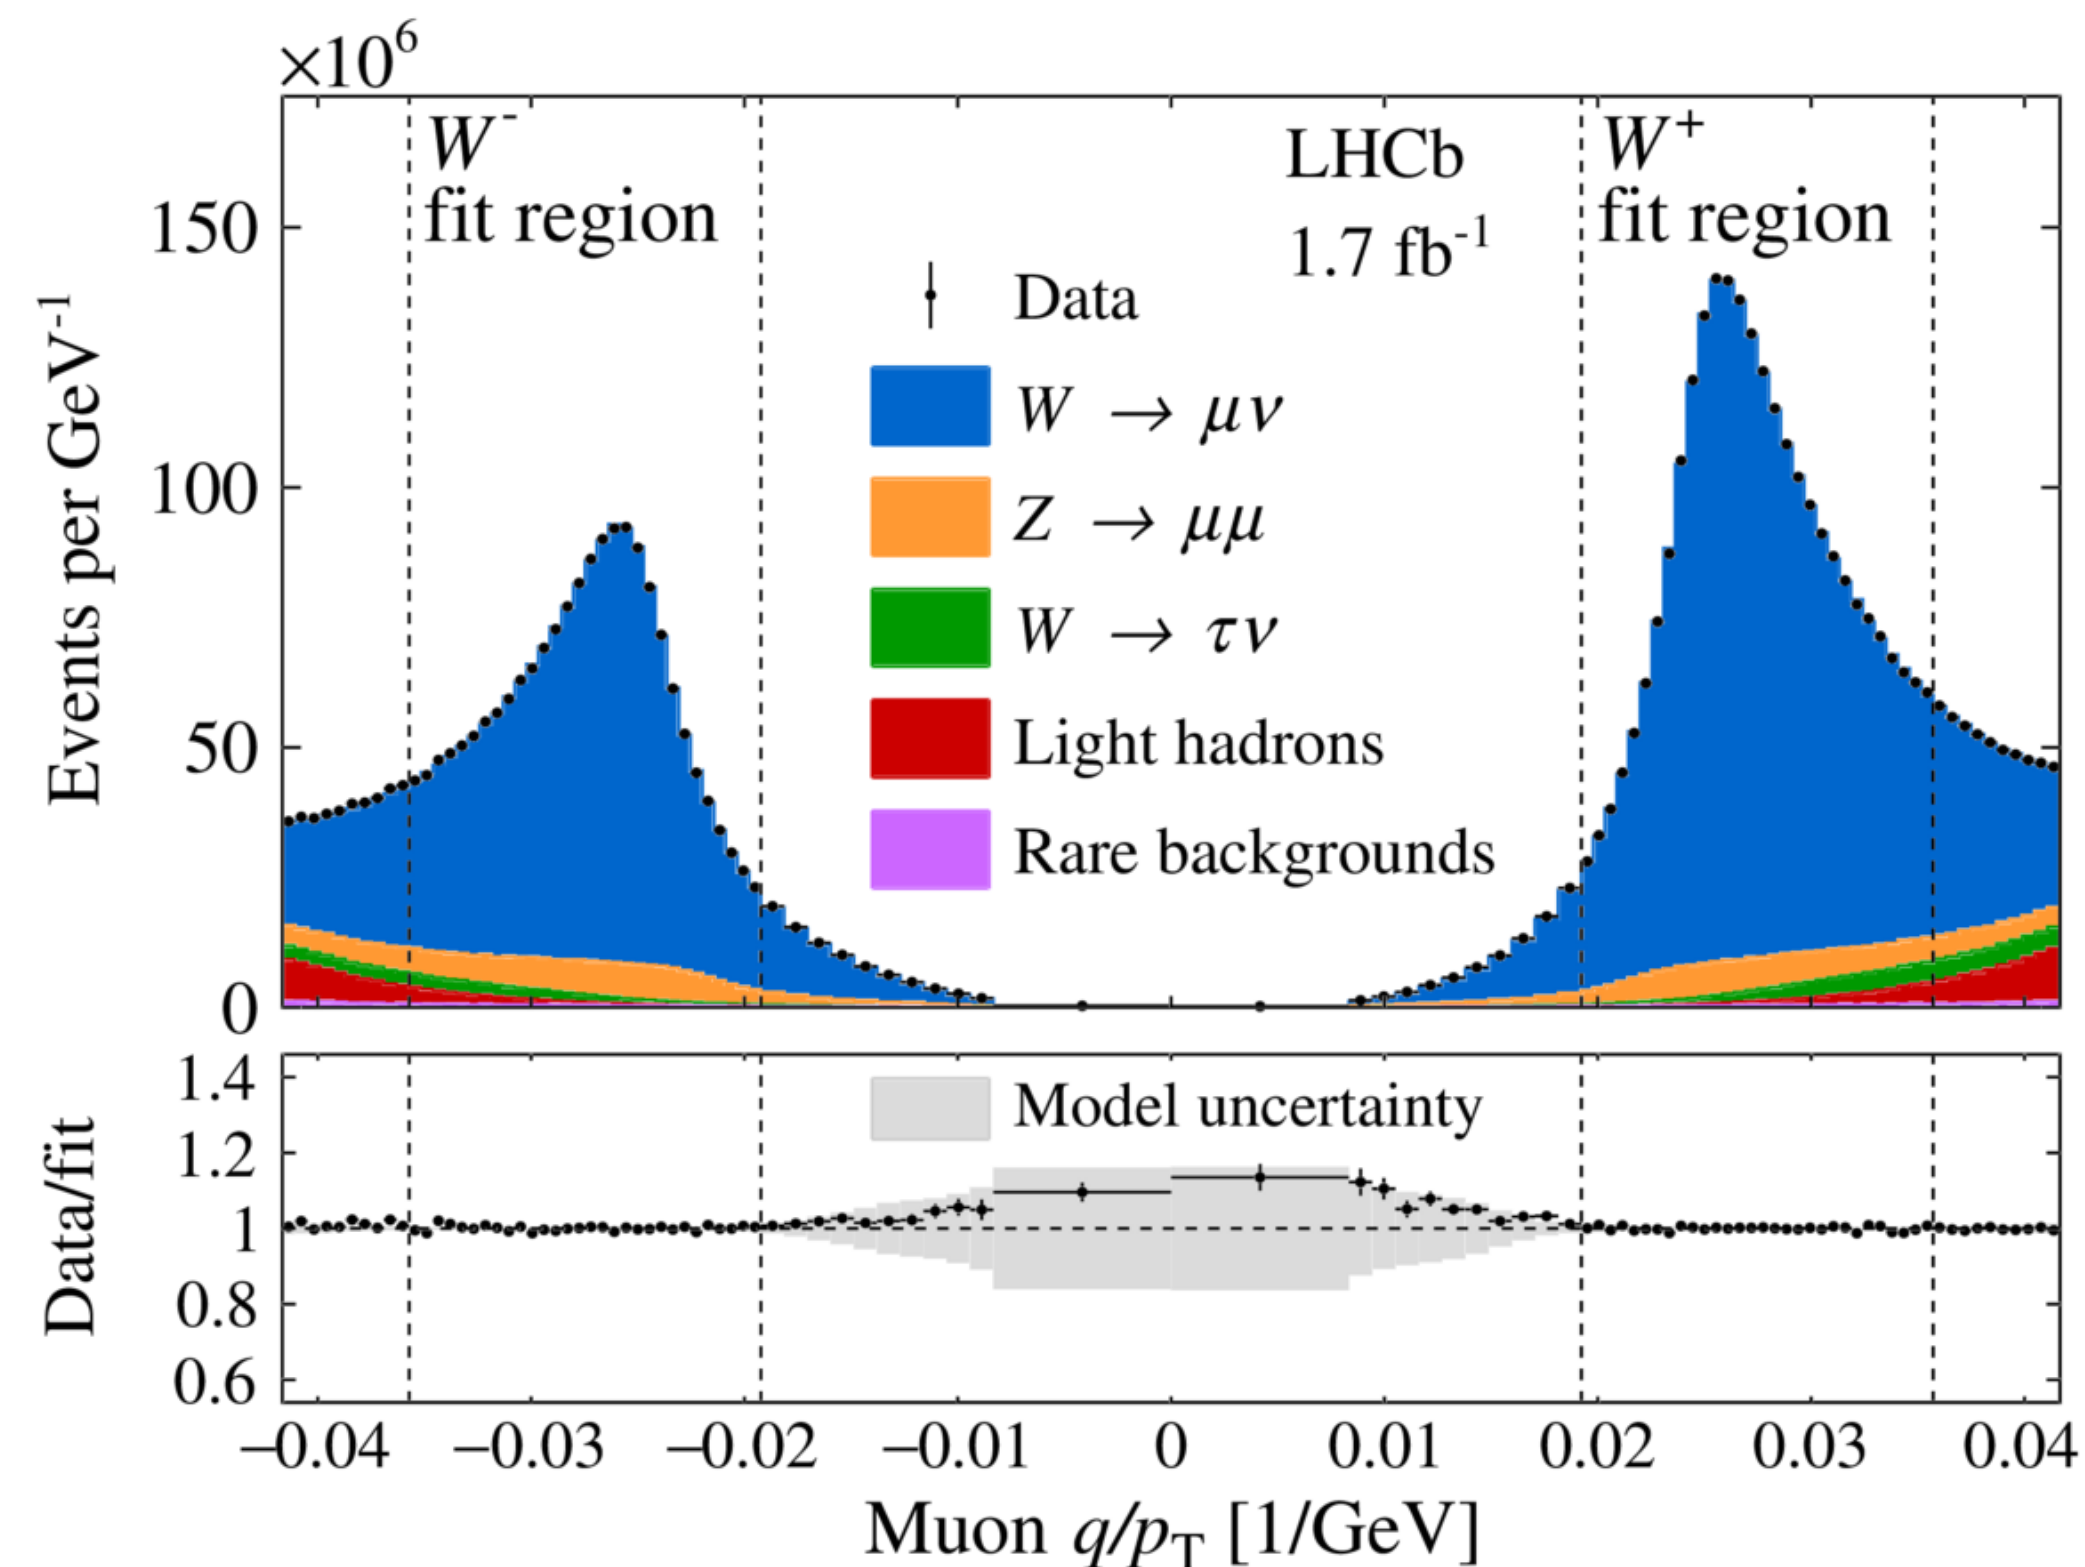 ×10⁶
W⁻
fit region
LHCb
1.7 fb⁻¹
W⁺
fit region
150
100
50
0
Events per GeV⁻¹
Data
W → μν
Z → μμ
W → τν
Light hadrons
Rare backgrounds
Data/fit
1.4
1.2
1
0.8
0.6
Model uncertainty
−0.04 −0.03 −0.02 −0.01 0 0.01 0.02 0.03 0.04
Muon q/p_T [1/GeV]